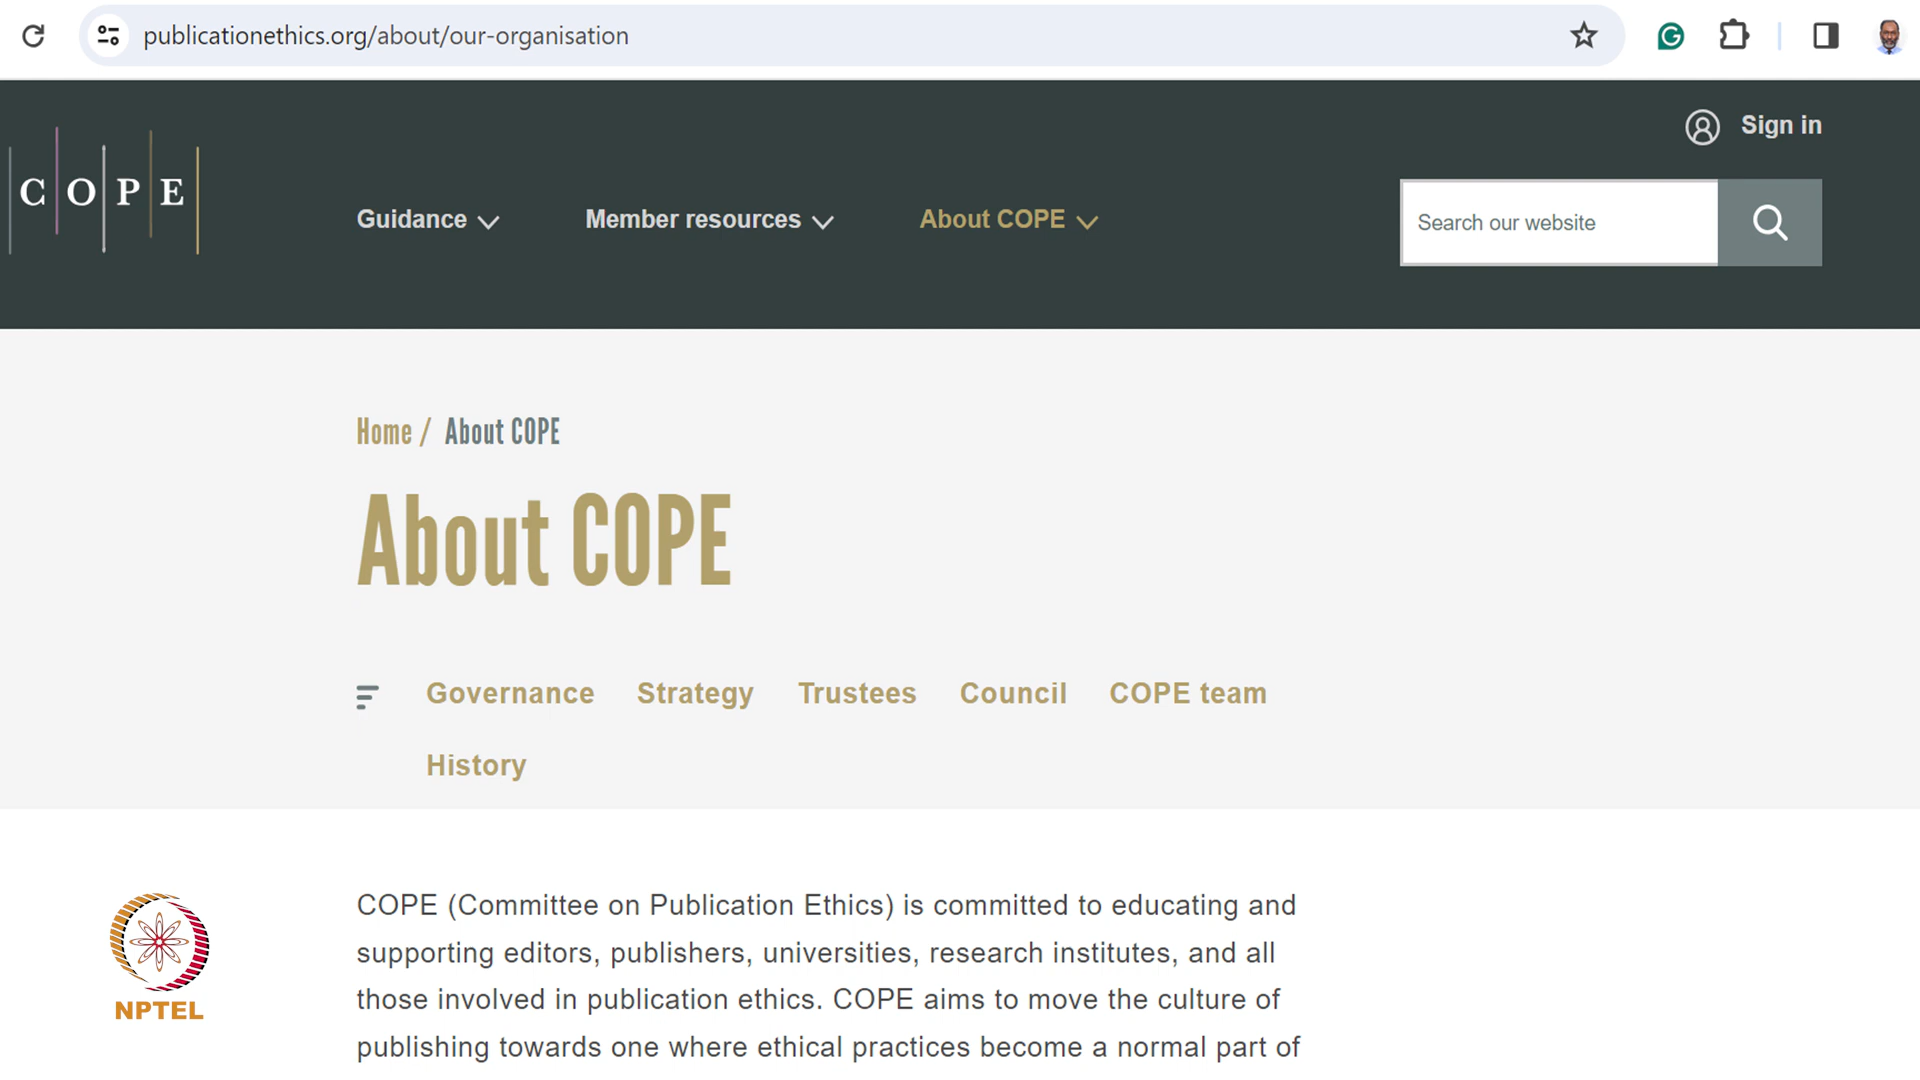 publicationethics.org/about/our-organisation
Sign in
C O P E
Guidance
Member resources
About COPE
Search our website
Home / About COPE
About COPE
Governance Strategy Trustees Council COPE team
History
COPE (Committee on Publication Ethics) is committed to educating and
supporting editors, publishers, universities, research institutes, and all
those involved in publication ethics. COPE aims to move the culture of
publishing towards one where ethical practices become a normal part of
NPTEL